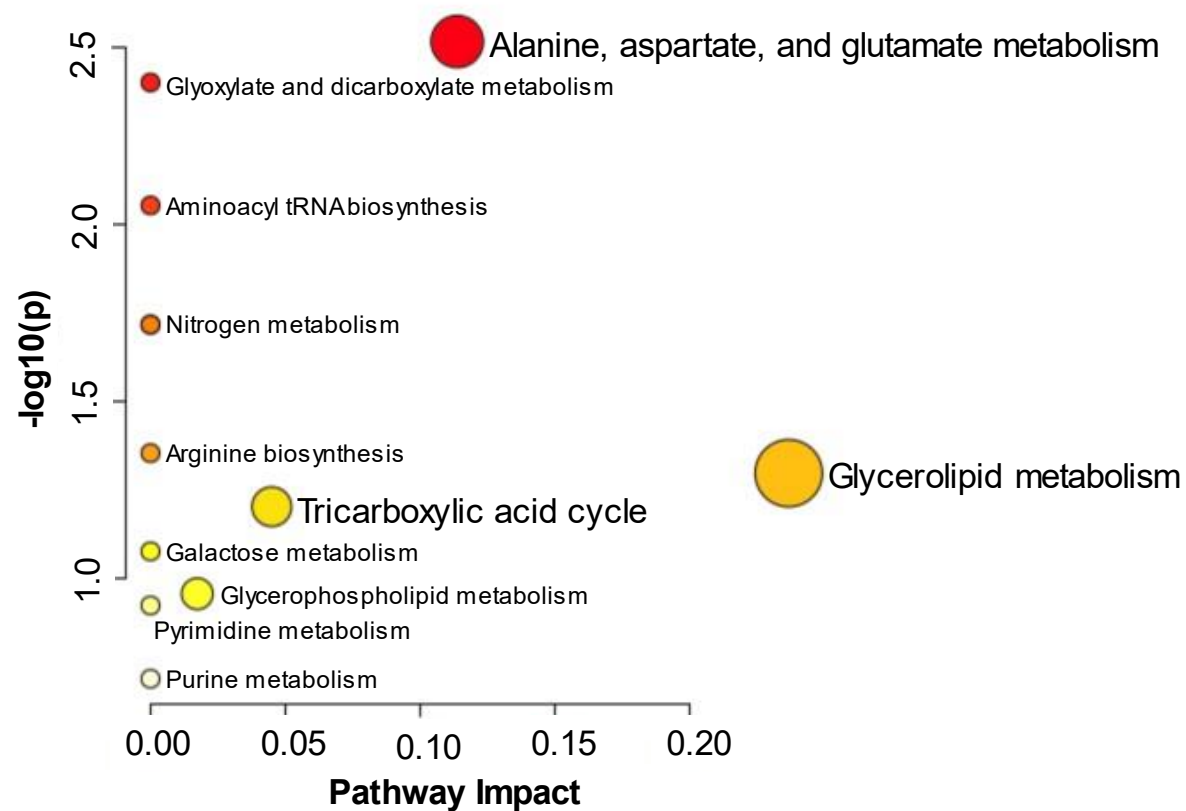 2.5
Alanine, aspartate, and glutamate metabolism
Glyoxylate and dicarboxylate metabolism
2.0
Aminoacyl tRNA biosynthesis
Nitrogen metabolism
-log10(p)
1.5
Arginine biosynthesis
Glycerolipid metabolism
Tricarboxylic acid cycle
Galactose metabolism
1.0
Glycerophospholipid metabolism
Pyrimidine metabolism
Purine metabolism
0.00 0.05 0.10 0.15 0.20
Pathway Impact